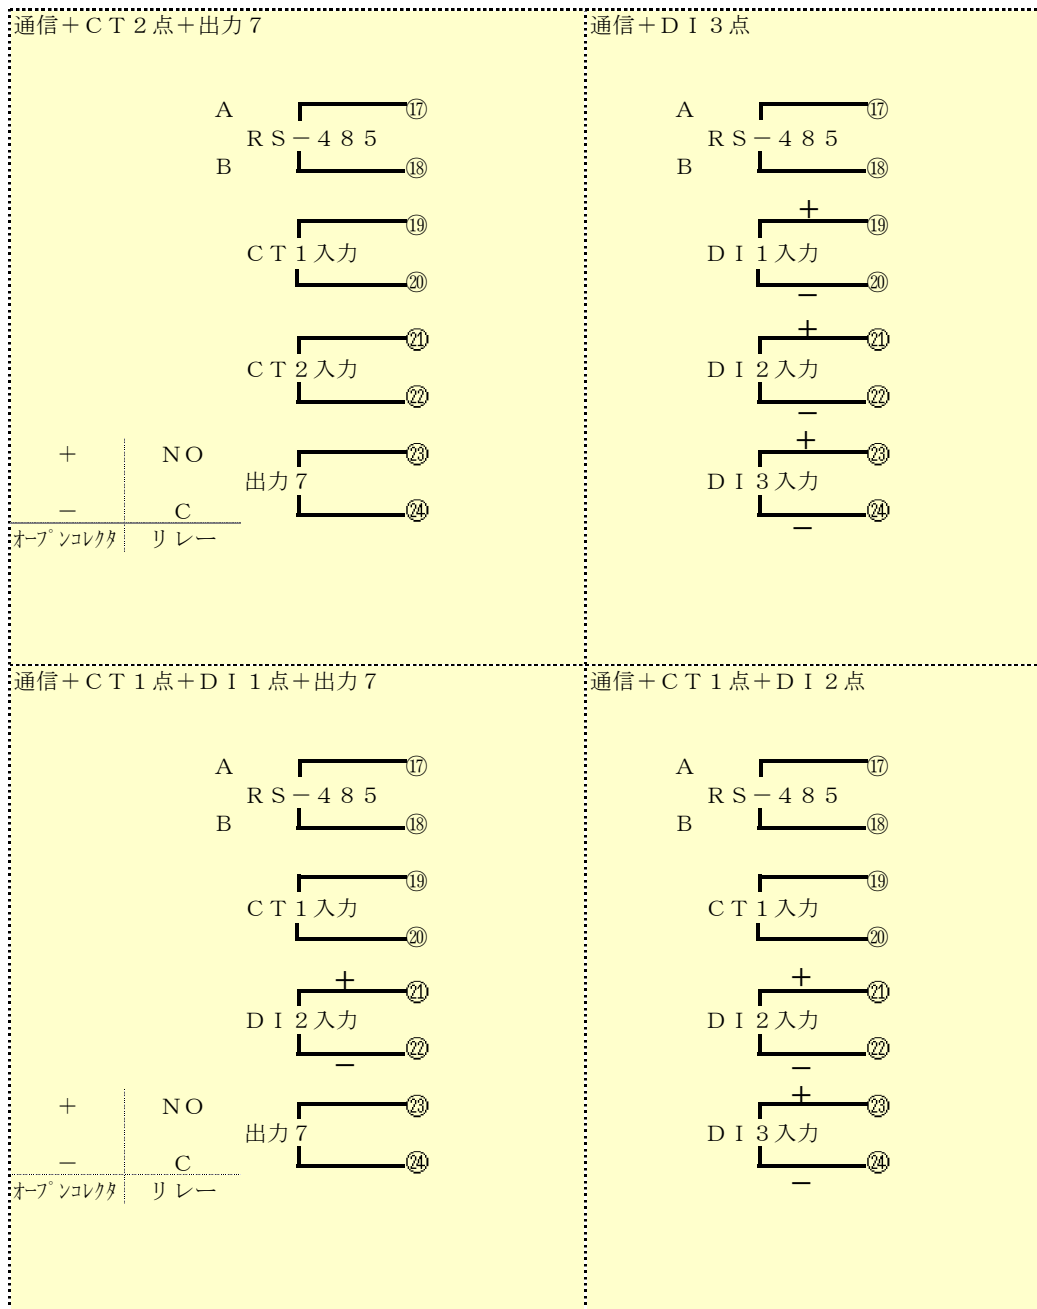 通信＋ＣＴ２点＋出力７
A ⑰
ＲＳ－４８５
B ⑱
⑲
ＣＴ１入力
⑳
㉑
ＣＴ２入力
㉒
＋ NO ㉓
出力７
－ C ㉔
ｵｰﾌﾟﾝｺﾚｸﾀ リレー
通信＋ＤＩ３点
A ⑰
ＲＳ－４８５
B ⑱
＋ ⑲
ＤＩ１入力
⑳
－
＋ ㉑
ＤＩ２入力
㉒
－
＋ ㉓
ＤＩ３入力
㉔
－
通信＋ＣＴ１点＋ＤＩ１点＋出力７
A ⑰
ＲＳ－４８５
B ⑱
⑲
ＣＴ１入力
⑳
＋ ㉑
ＤＩ２入力
㉒
－
＋ NO ㉓
出力７
－ C ㉔
ｵｰﾌﾟﾝｺﾚｸﾀ リレー
通信＋ＣＴ１点＋ＤＩ２点
A ⑰
ＲＳ－４８５
B ⑱
⑲
ＣＴ１入力
⑳
＋ ㉑
ＤＩ２入力
㉒
－
＋ ㉓
ＤＩ３入力
㉔
－